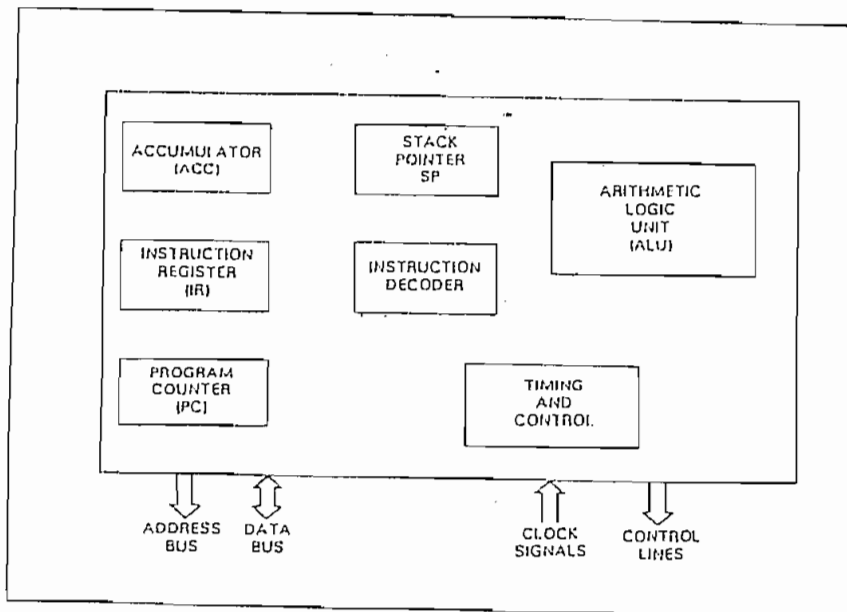 ACCUMULATOR
(ACC)
STACK
POINTER
SP
ARITHMETIC
LOGIC
UNIT
(ALU)
INSTRUCTION
REGISTER
(IR)
INSTRUCTION
DECODER
PROGRAM
COUNTER
(PC)
TIMING
AND
CONTROL
ADDRESS
BUS
DATA
BUS
CLOCK
SIGNALS
CONTROL
LINES